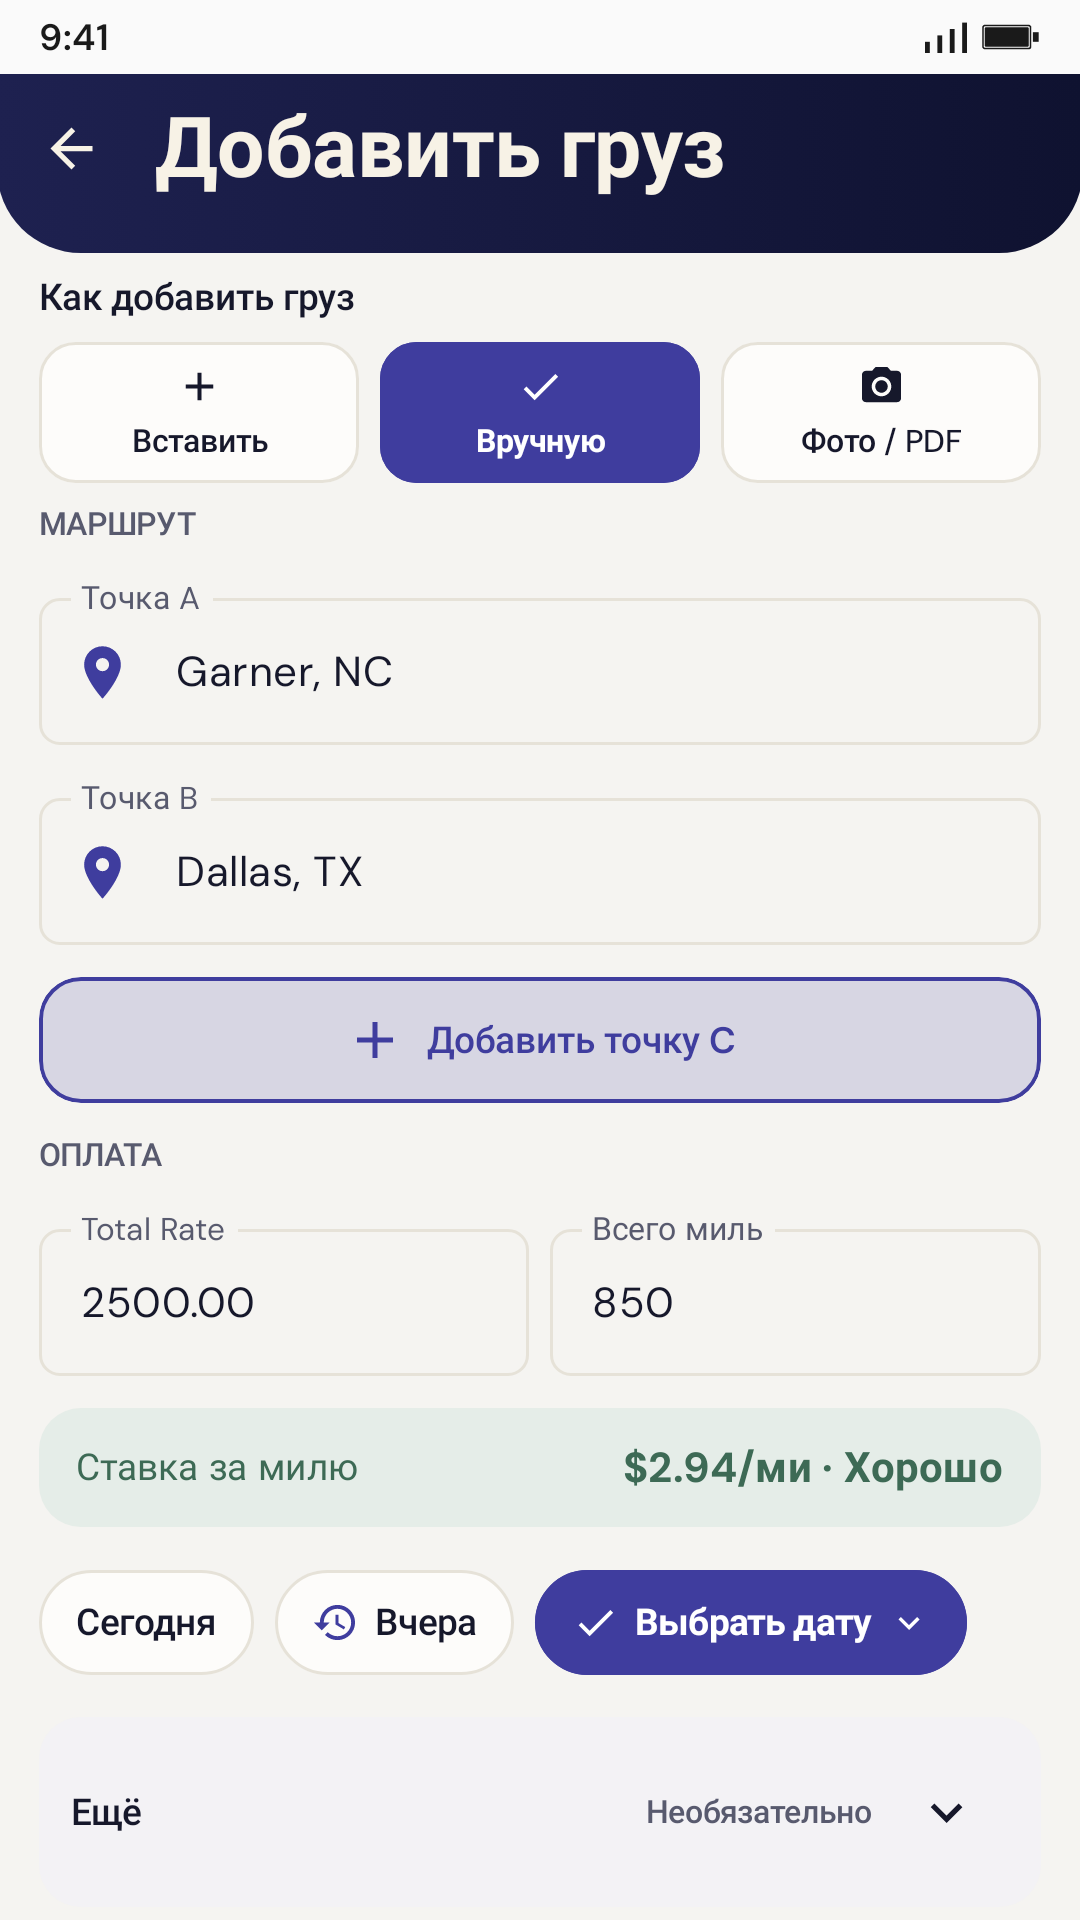 9:41
Добавить груз
Как добавить груз
Вставить
Вручную
Фото / PDF
МАРШРУТ
Точка A
Garner, NC
Точка B
Dallas, TX
Добавить точку C
ОПЛАТА
Total Rate
Всего миль
2500.00
850
Ставка за милю
$2.94/ми · Хорошо
Сегодня
Вчера
Выбрать дату
Ещё
Необязательно